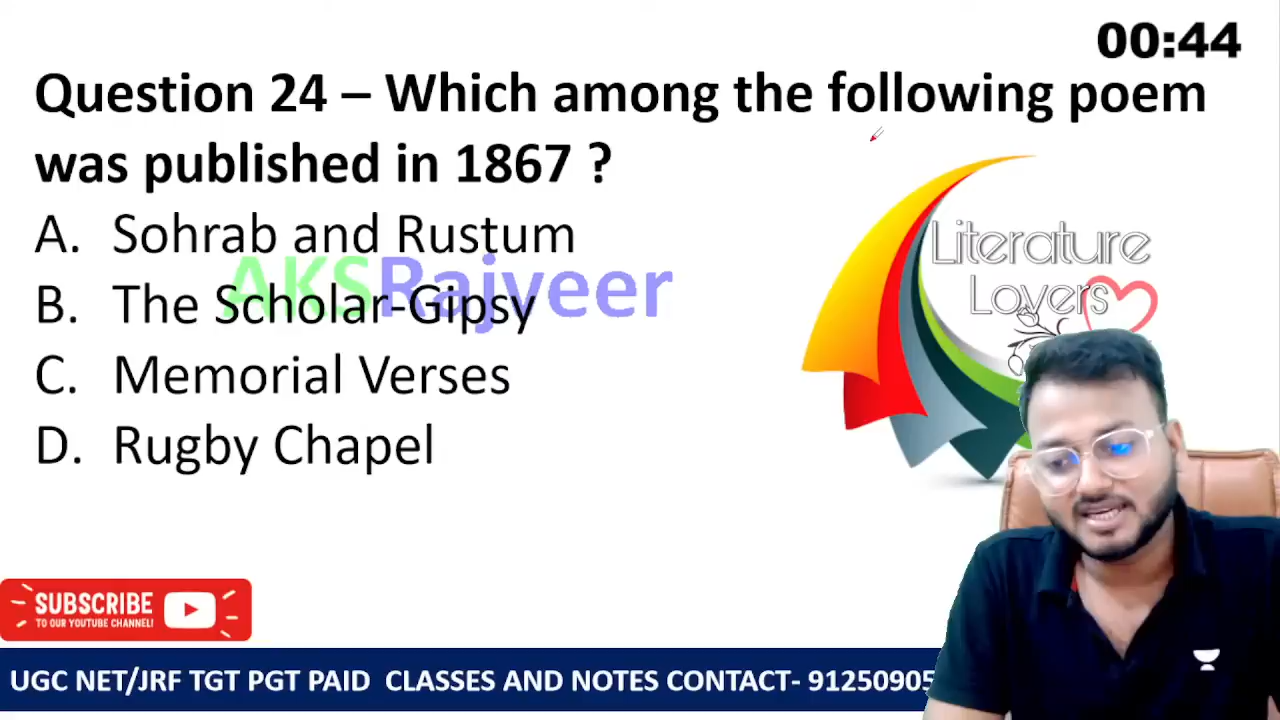 00:44
Question 24 – Which among the following poem
was published in 1867 ?
A. Sohrab and Rustum
AKSRajveer
B. The Scholar-Gipsy
C. Memorial Verses
D. Rugby Chapel
Literature
Lovers
SUBSCRIBE
TO OUR YOUTUBE CHANNEL!
UGC NET/JRF TGT PGT PAID CLASSES AND NOTES CONTACT- 91250905